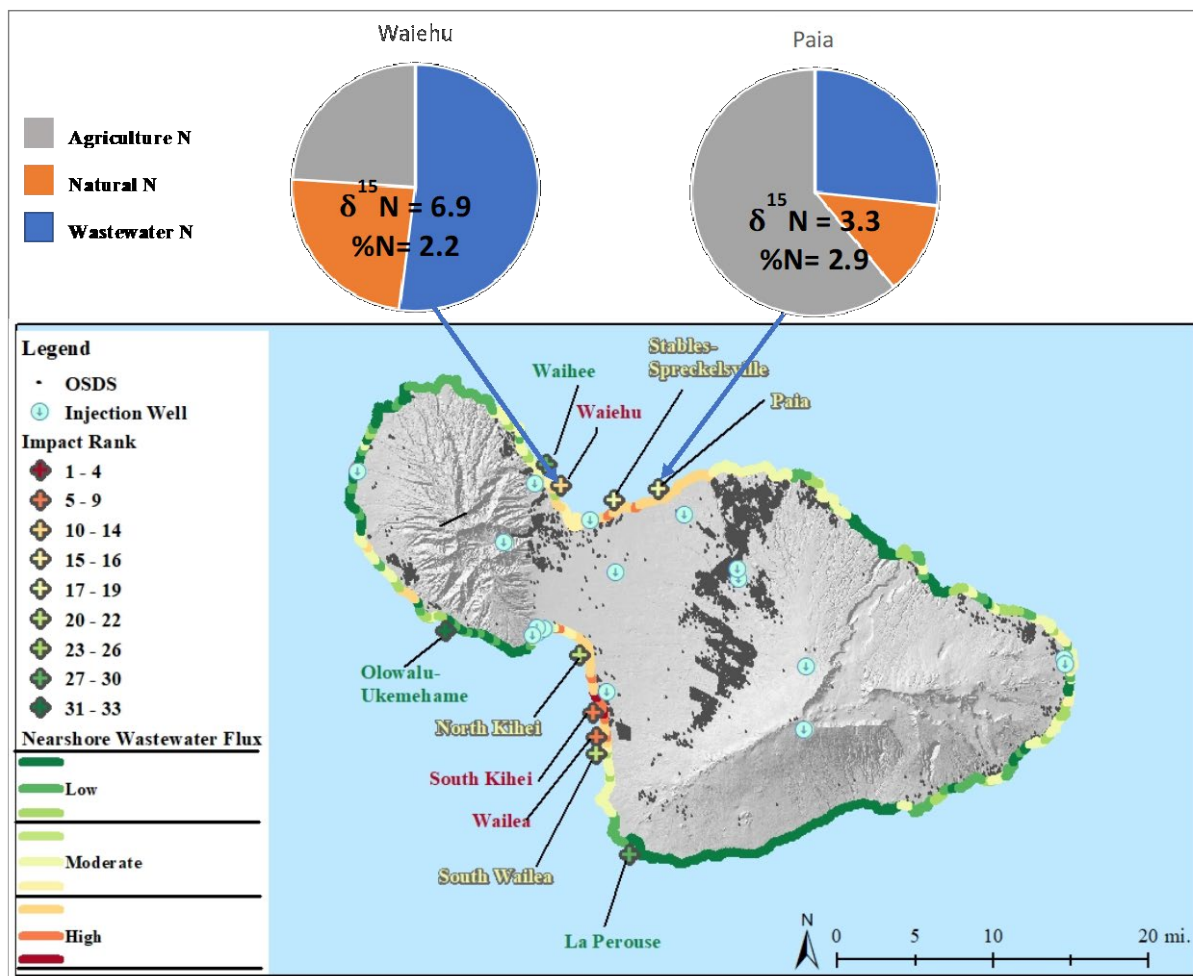 Waiehu
Paia
Agriculture N
Natural N
Wastewater N
δ15N = 6.9
%N= 2.2
δ15N = 3.3
%N= 2.9
Legend
OSDS
Injection Well
Impact Rank
1 - 4
5 - 9
10 - 14
15 - 16
17 - 19
20 - 22
23 - 26
27 - 30
31 - 33
Nearshore Wastewater Flux
Low
Moderate
High
Stables-
Spreckelsville
Waihee
Waiehu
Paia
Olowalu-
Ukemehame
North Kihei
South Kihei
Wailea
South Wailea
La Perouse
N
0 5 10 20 mi.